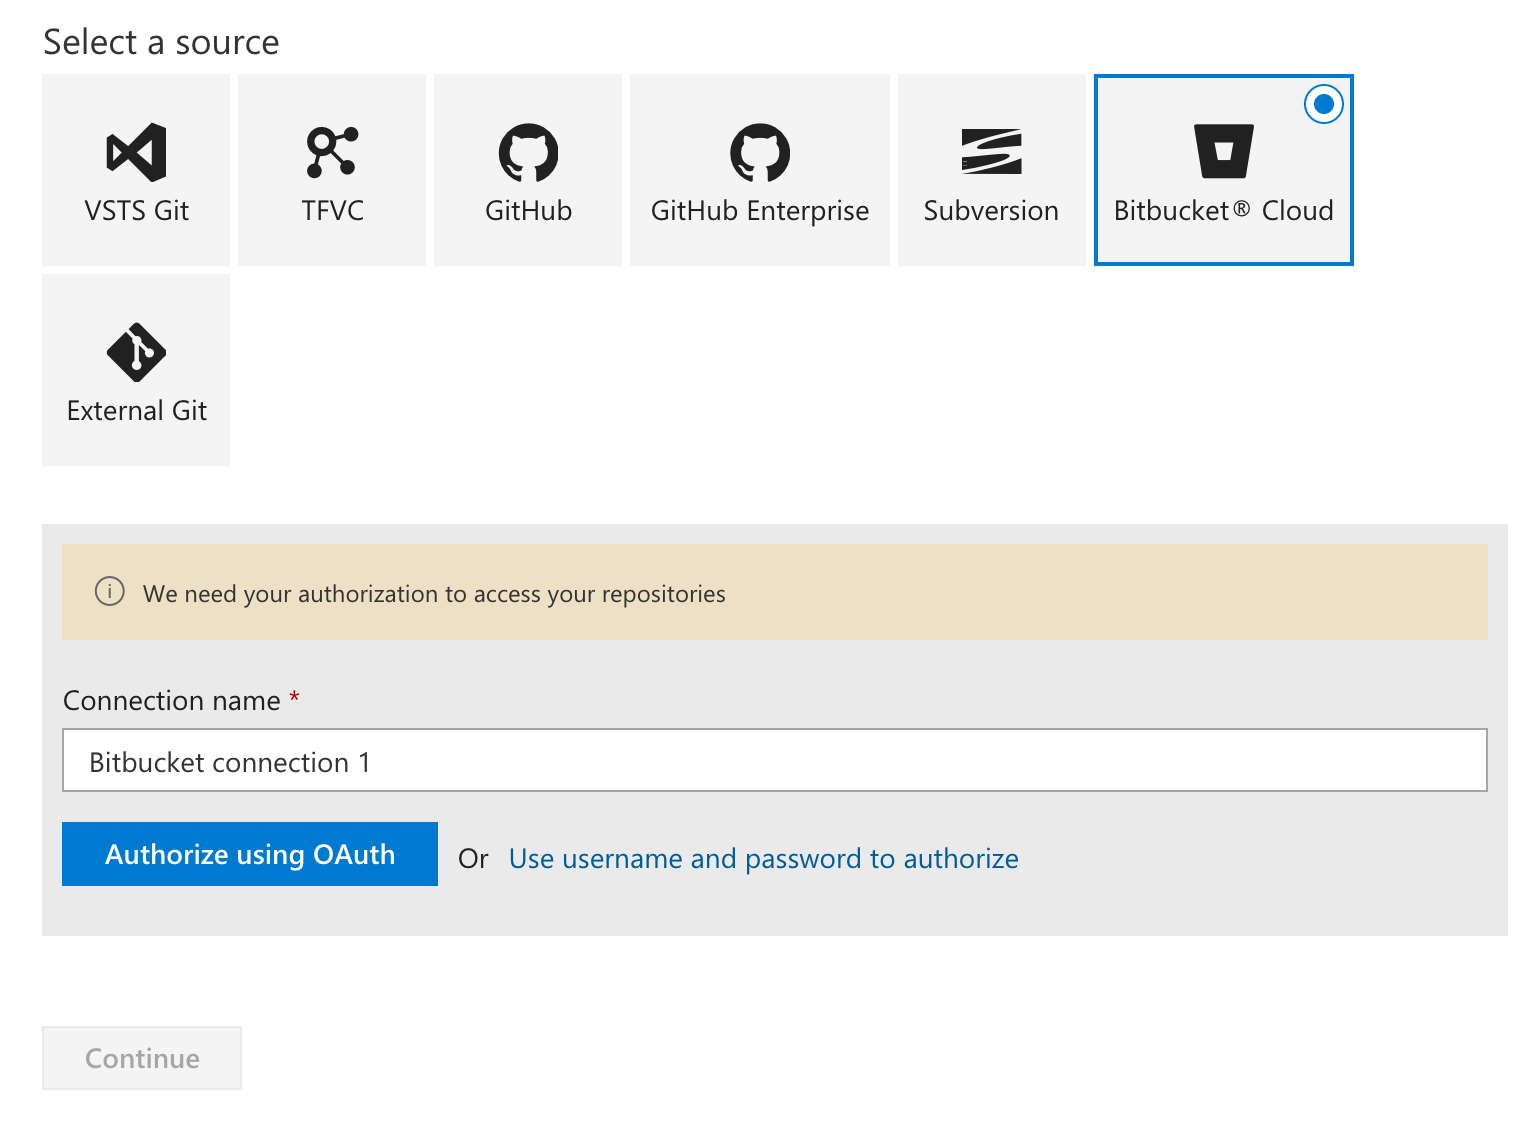 Select a source
VSTS Git
TFVC
GitHub
GitHub Enterprise
Subversion
Bitbucket® Cloud
External Git
We need your authorization to access your repositories
Connection name *
Bitbucket connection 1
Authorize using OAuth Or Use username and password to authorize
Continue